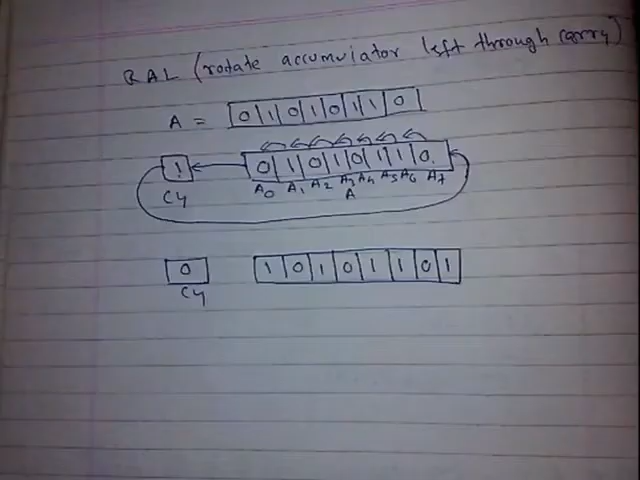 RAL (rotate accumulator left through carry)
A = 0 1 0 1 0 1 1 0
1 0 1 0 1 0 1 1 0
Cy A0 A1 A2 A3 A4 A5 A6 A7
A
0 1 0 1 0 1 1 0 1
Cy